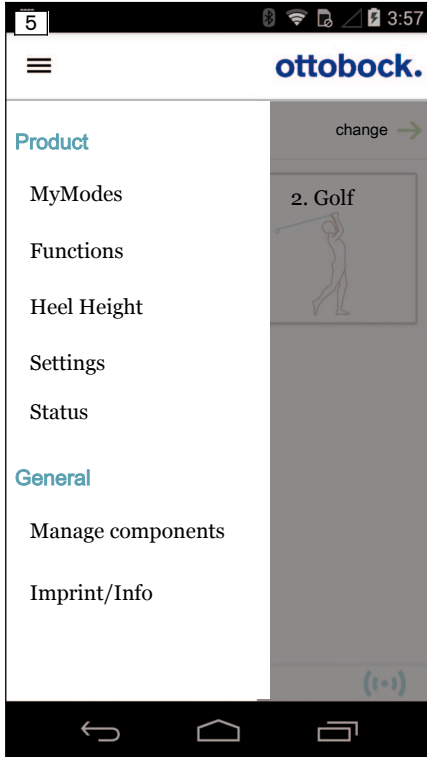 5
3:57
ottobock.
change
Product
MyModes
2. Golf
Functions
Heel Height
Settings
Status
General
Manage components
Imprint/Info